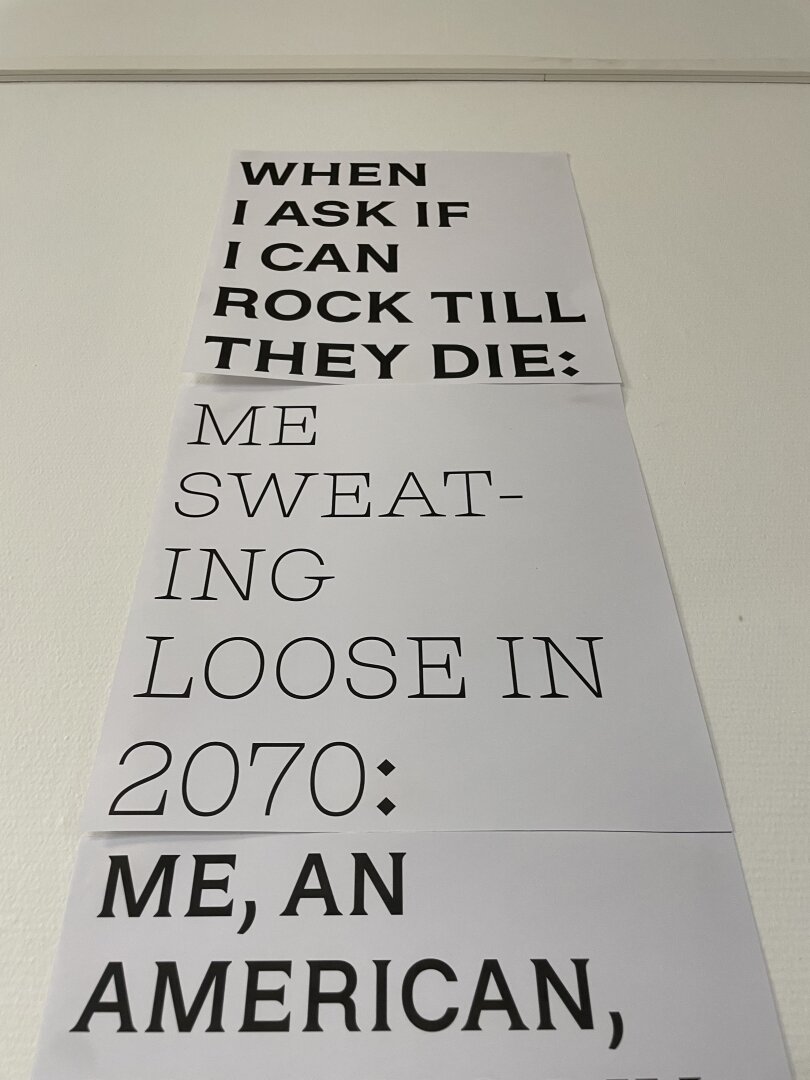 WHEN
I ASK IF
I CAN
ROCK TILL
THEY DIE:
ME
SWEAT-
ING
LOOSE IN
2070:
ME, AN
AMERICAN,